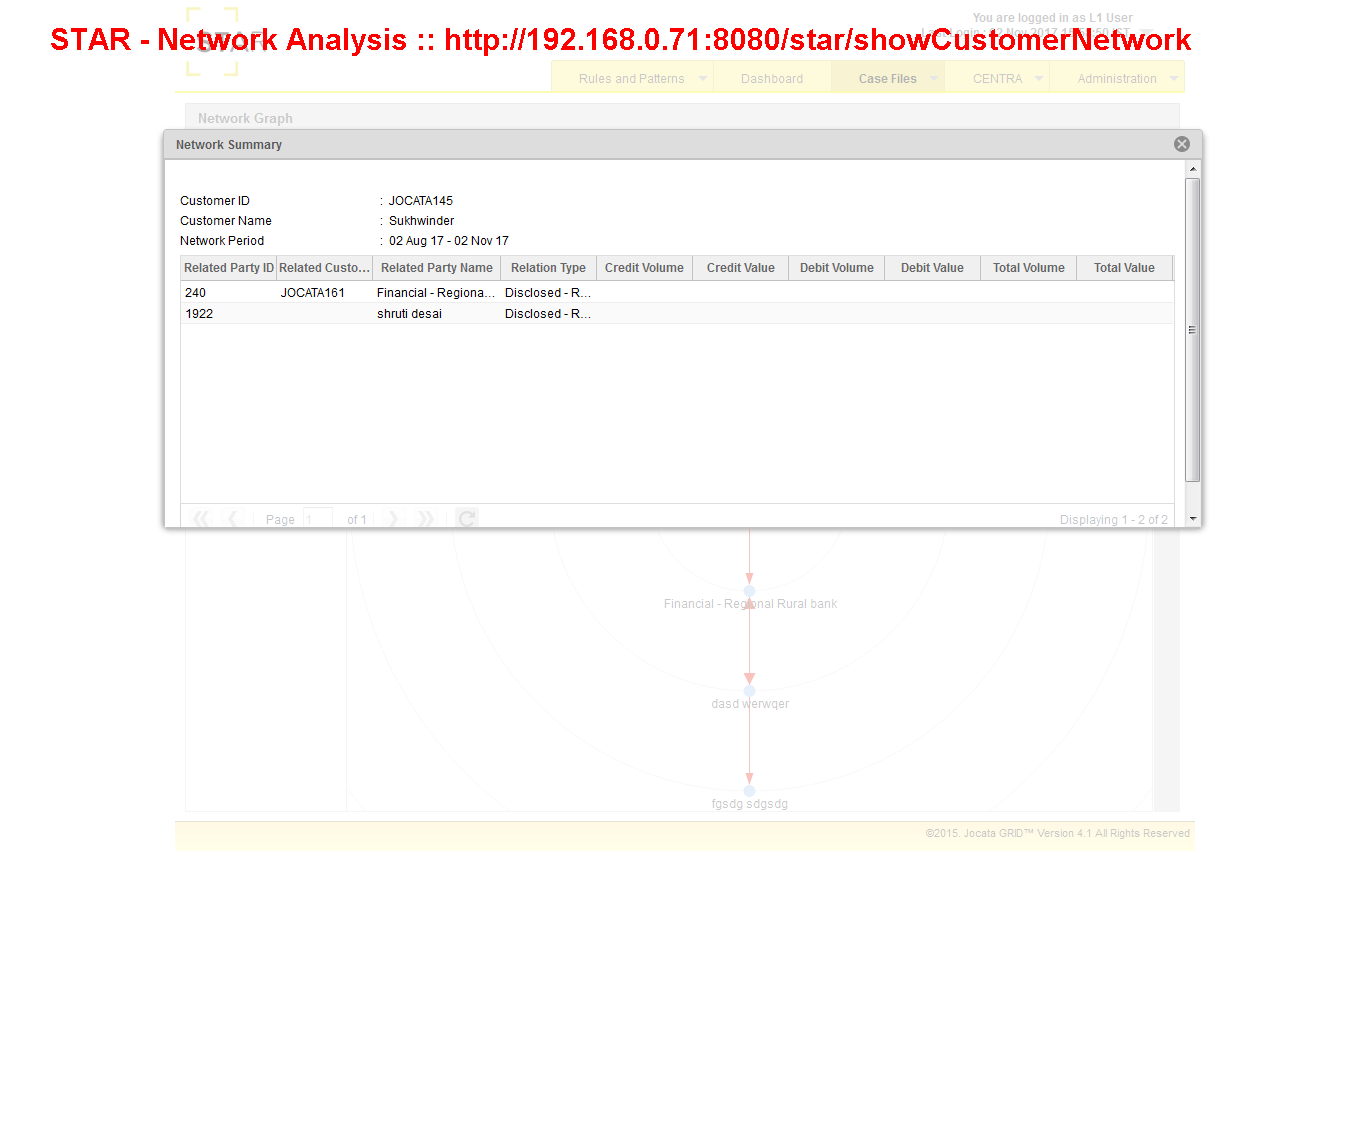 You are logged in as L1 User
STAR - Network Analysis :: http://192.168.0.71:8080/star/showCustomerNetwork
STAR
Rules and Patterns Dashboard Case Files CENTRA Administration
Network Graph
Network Summary
Customer ID : JOCATA145
Customer Name : Sukhwinder
Network Period : 02 Aug 17 - 02 Nov 17
Related Party ID Related Custo... Related Party Name Relation Type Credit Volume Credit Value Debit Volume Debit Value Total Volume Total Value
240 JOCATA161 Financial - Regiona... Disclosed - R...
1922 shruti desai Disclosed - R...
Page 1 of 1 Displaying 1 - 2 of 2
Financial - Regional Rural bank
dasd werwqer
fgsdg sdgsdg
©2015. Jocata GRID™ Version 4.1 All Rights Reserved